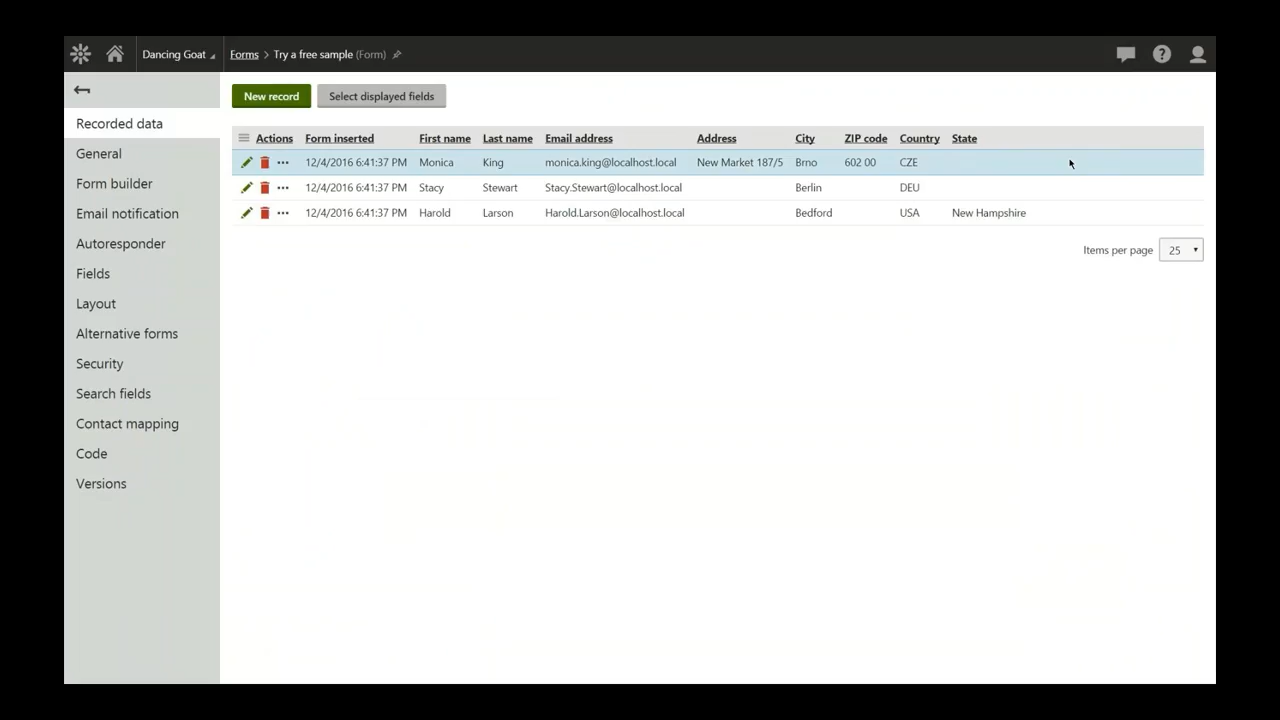 Dancing Goat
Forms > Try a free sample (Form)
New record
Select displayed fields
Recorded data
General
Form builder
Email notification
Autoresponder
Fields
Layout
Alternative forms
Security
Search fields
Contact mapping
Code
Versions
Actions Form inserted First name Last name Email address Address City ZIP code Country State
12/4/2016 6:41:37 PM Monica King monica.king@localhost.local New Market 187/5 Brno 602 00 CZE
12/4/2016 6:41:37 PM Stacy Stewart Stacy.Stewart@localhost.local Berlin DEU
12/4/2016 6:41:37 PM Harold Larson Harold.Larson@localhost.local Bedford USA New Hampshire
Items per page 25